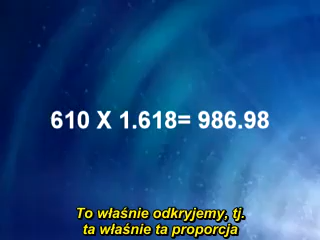 610 X 1.618= 986.98
To właśnie odkryjemy, tj.
ta właśnie ta proporcja